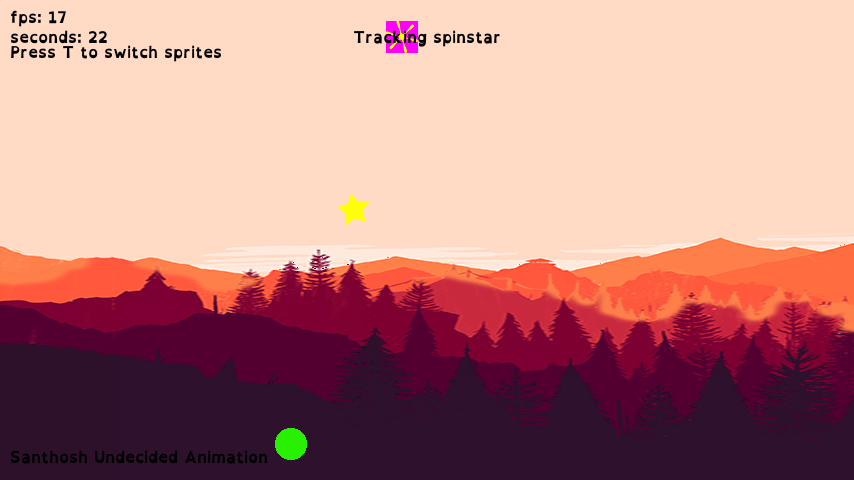 fps: 17
seconds: 22
Press T to switch sprites
Tracking spinstar
Santhosh Undecided Animation